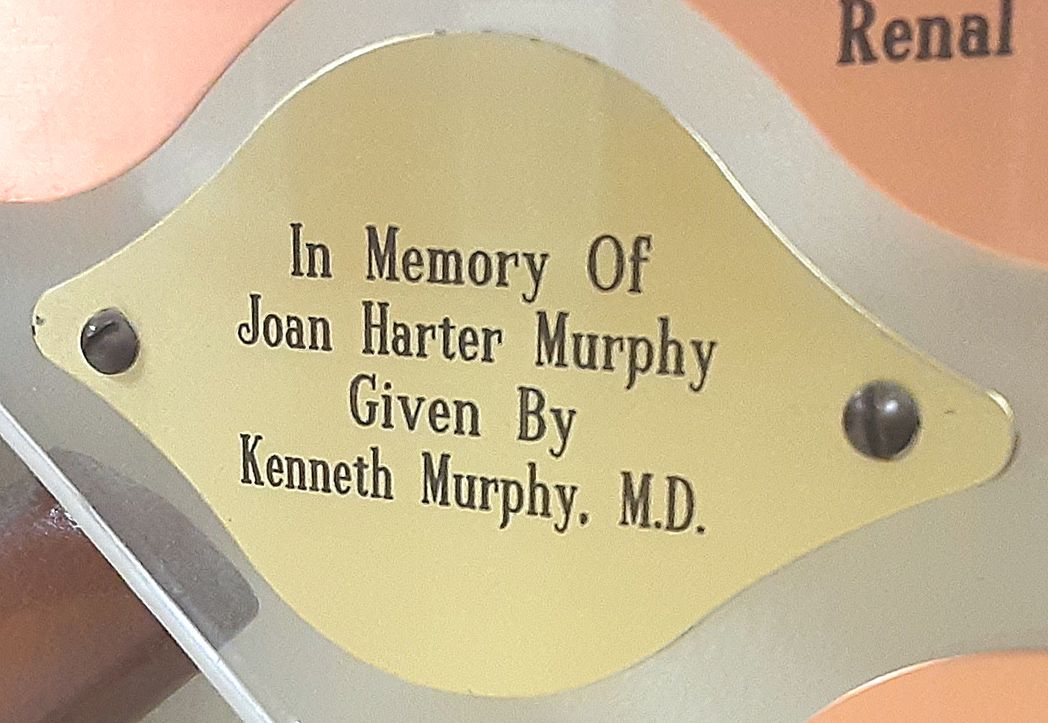 Renal
In Memory Of
Joan Harter Murphy
Given By
Kenneth Murphy. M.D.